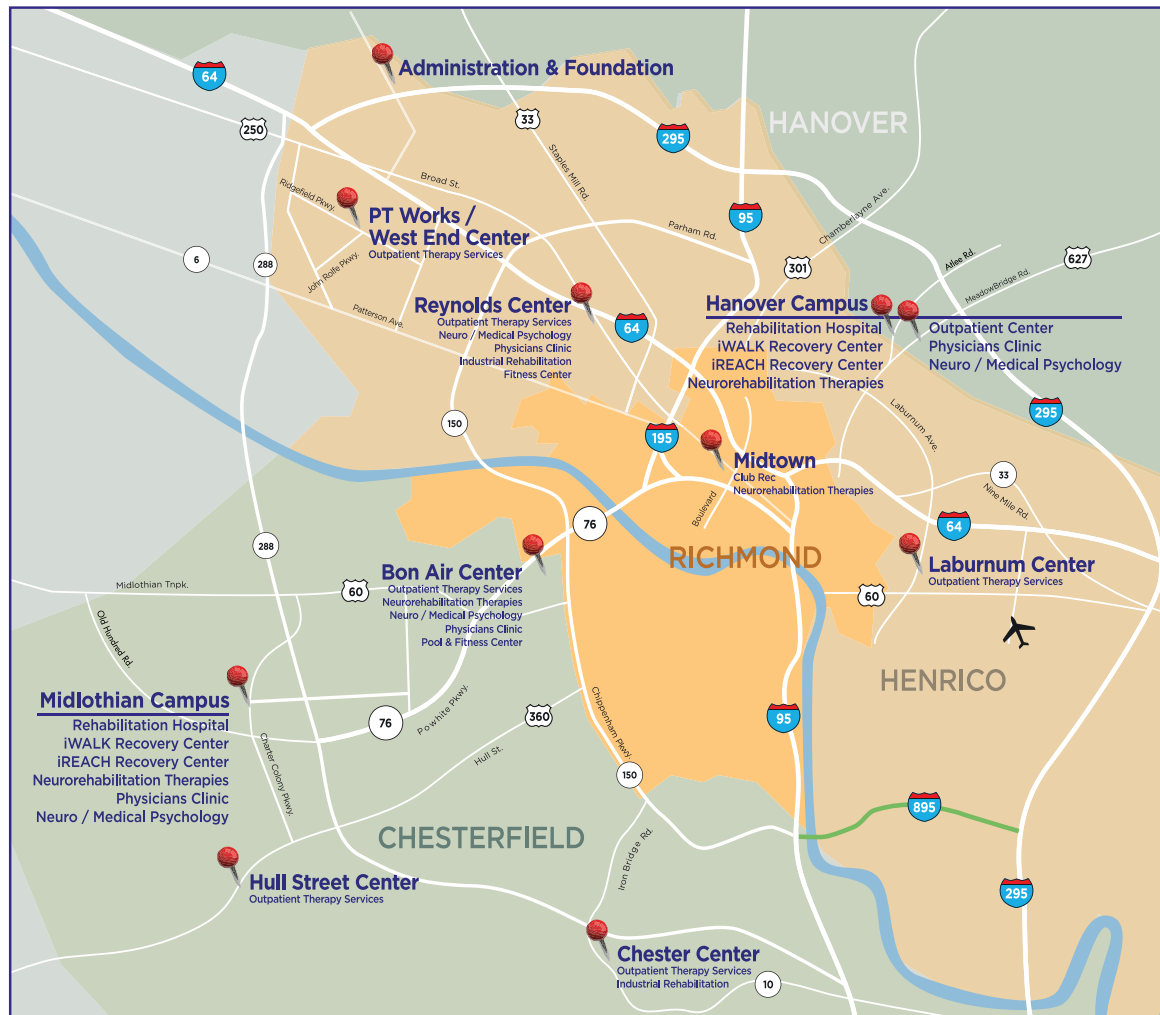 Administration & Foundation
64
250
33
295
HANOVER
Staples Mill Rd.
Broad St.
Ridgefield Pkwy.
95
Chamberlayne Ave.
PT Works /
West End Center
Outpatient Therapy Services
Parham Rd.
6
288
John Rolfe Pkwy.
301
Atlee Rd.
627
MeadowBridge Rd.
Patterson Ave.
Reynolds Center
Outpatient Therapy Services
Neuro / Medical Psychology
Physicians Clinic
Industrial Rehabilitation
Fitness Center
64
Hanover Campus
Rehabilitation Hospital
iWALK Recovery Center
iREACH Recovery Center
Neurorehabilitation Therapies
Outpatient Center
Physicians Clinic
Neuro / Medical Psychology
295
Laburnum Ave.
150
195
Midtown
Club Rec
Neurorehabilitation Therapies
33
Nine Mile Rd.
Boulevard
76
64
288
RICHMOND
Laburnum Center
Outpatient Therapy Services
Bon Air Center
Outpatient Therapy Services
Neurorehabilitation Therapies
Neuro / Medical Psychology
Physicians Clinic
Pool & Fitness Center
Midlothian Tnpk.
60
60
Old Hundred Rd.
HENRICO
Midlothian Campus
Rehabilitation Hospital
iWALK Recovery Center
iREACH Recovery Center
Neurorehabilitation Therapies
Physicians Clinic
Neuro / Medical Psychology
76
Powhite Pkwy.
360
Chippenham Pkwy.
95
Hull St.
Charter Colony Pkwy.
150
895
CHESTERFIELD
Iron Bridge Rd.
Hull Street Center
Outpatient Therapy Services
295
Chester Center
Outpatient Therapy Services
Industrial Rehabilitation
10